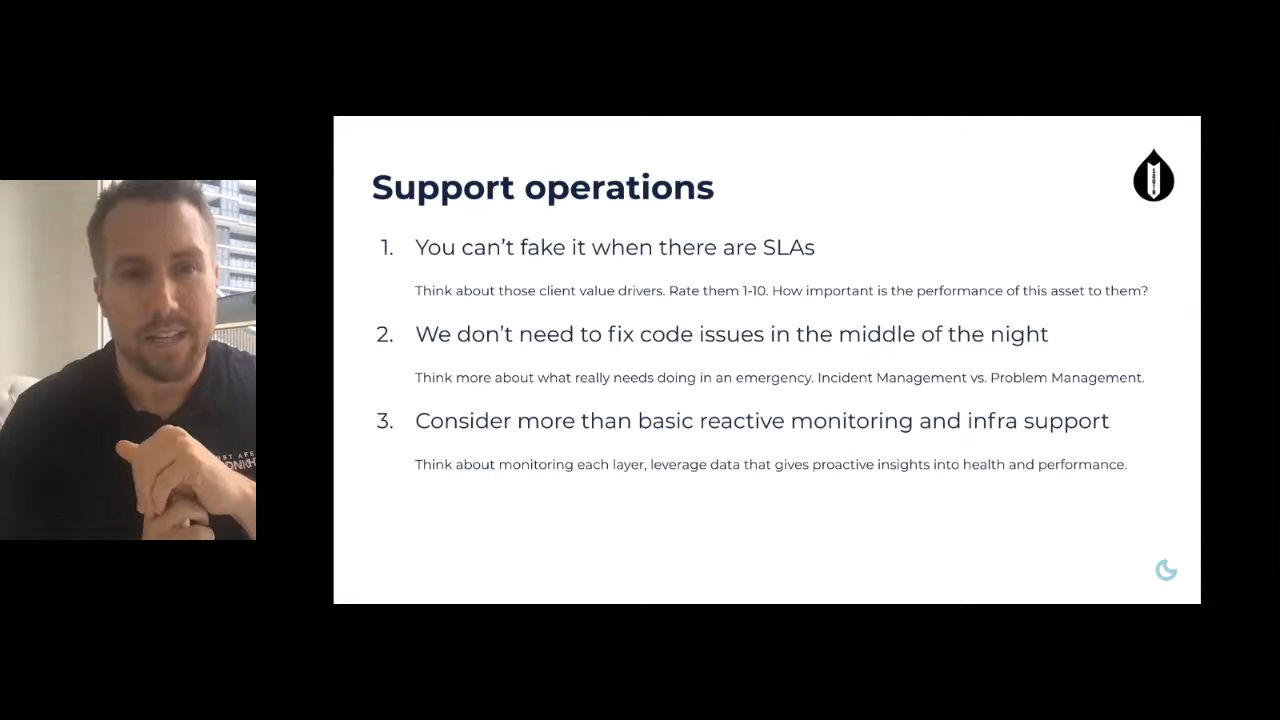 Support operations
1. You can’t fake it when there are SLAs
Think about those client value drivers. Rate them 1-10. How important is the performance of this asset to them?
2. We don’t need to fix code issues in the middle of the night
Think more about what really needs doing in an emergency. Incident Management vs. Problem Management.
3. Consider more than basic reactive monitoring and infra support
Think about monitoring each layer, leverage data that gives proactive insights into health and performance.